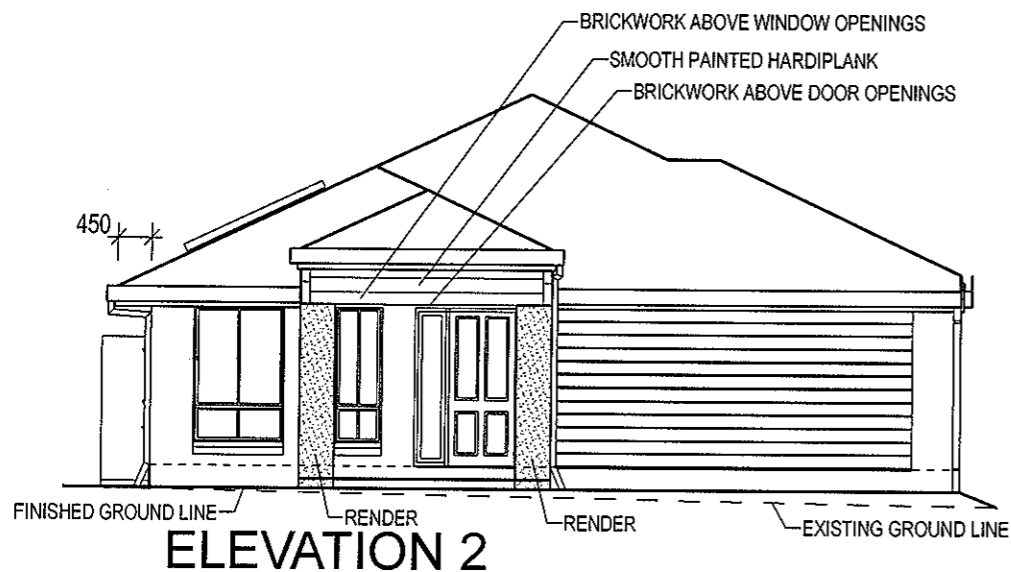 BRICKWORK ABOVE WINDOW OPENINGS
SMOOTH PAINTED HARDIPLANK
BRICKWORK ABOVE DOOR OPENINGS
450
FINISHED GROUND LINE
RENDER
RENDER
EXISTING GROUND LINE
ELEVATION 2